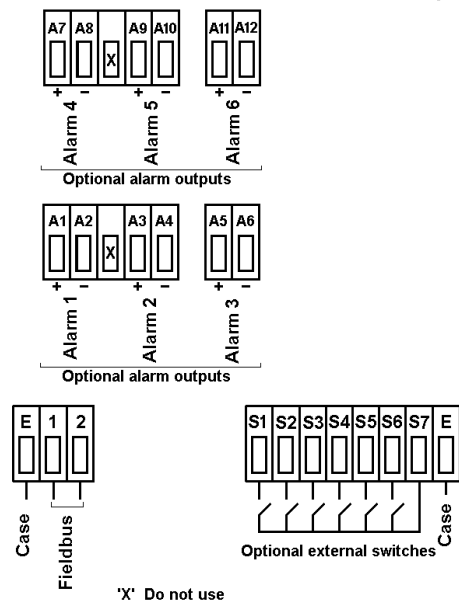 A7 A8 X A9 A10 A11 A12
+ − + − + −
Alarm 4 Alarm 5 Alarm 6
Optional alarm outputs
A1 A2 X A3 A4 A5 A6
+ − + − + −
Alarm 1 Alarm 2 Alarm 3
Optional alarm outputs
E 1 2
Case
Fieldbus
S1 S2 S3 S4 S5 S6 S7 E
Case
Optional external switches
'X' Do not use